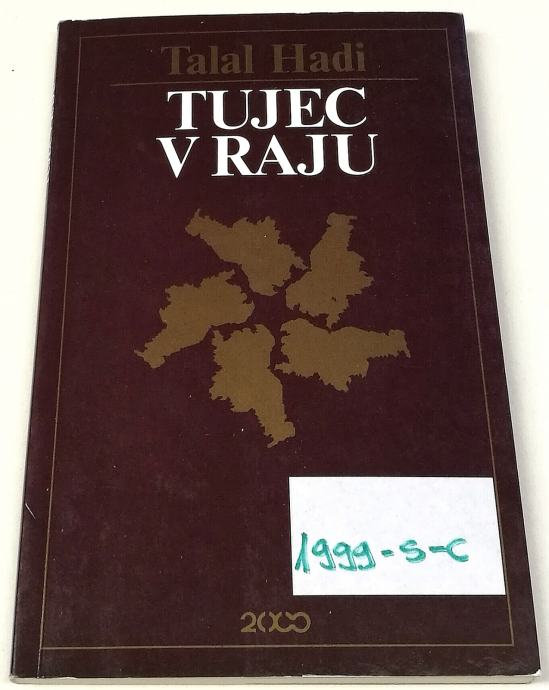 Talal Hadi
TUJEC
V RAJU
1999-S-C
2000